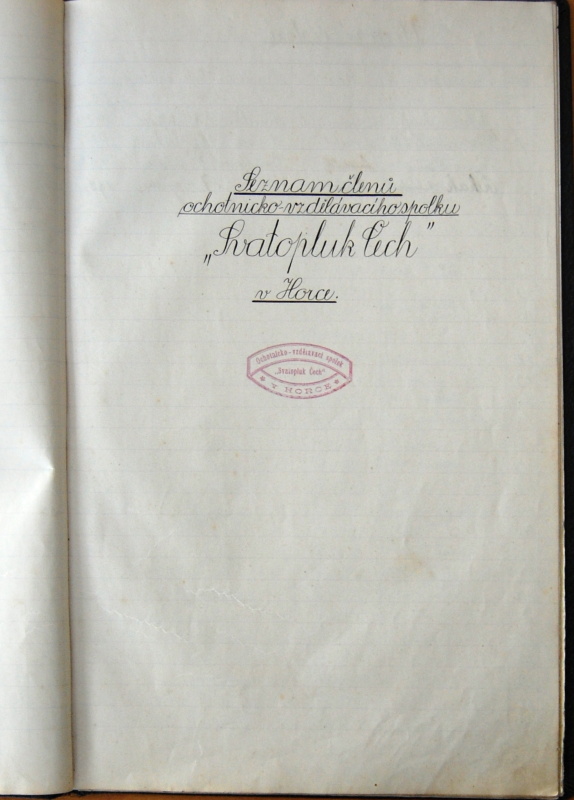 Seznam členů
ochotnicko-vzdělávacího spolku
„Svatopluk Čech”
v Horce.
Ochotnicko-vzdělávací spolek
„Svatopluk Čech“
V HORCE